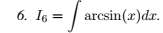 6. I₆ = ∫ arcsin(x)dx